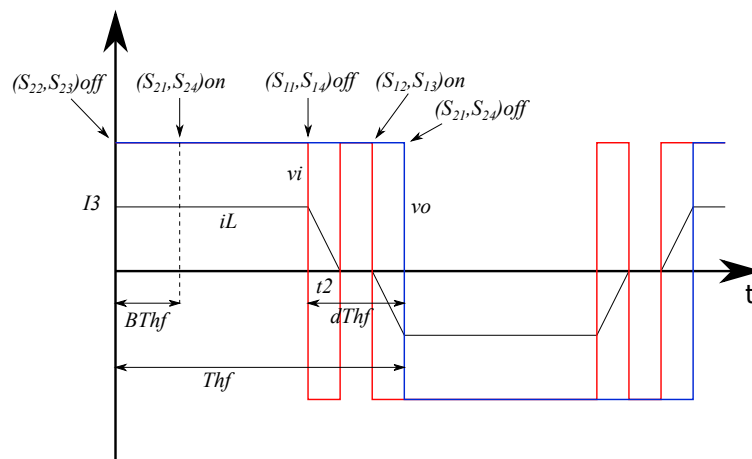 (S22,S23)off
(S21,S24)on
(S11,S14)off
(S12,S13)on
(S21,S24)off
vi
I3
iL
vo
t2
t
BThf
dThf
Thf